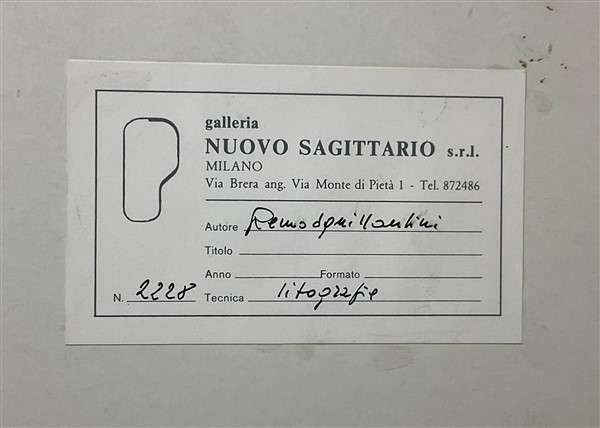 galleria
NUOVO SAGITTARIO s.r.l.
MILANO
Via Brera ang. Via Monte di Pietà 1 - Tel. 872486
Autore Remo Squillantini
Titolo
Anno Formato
N. 2228 Tecnica litografie